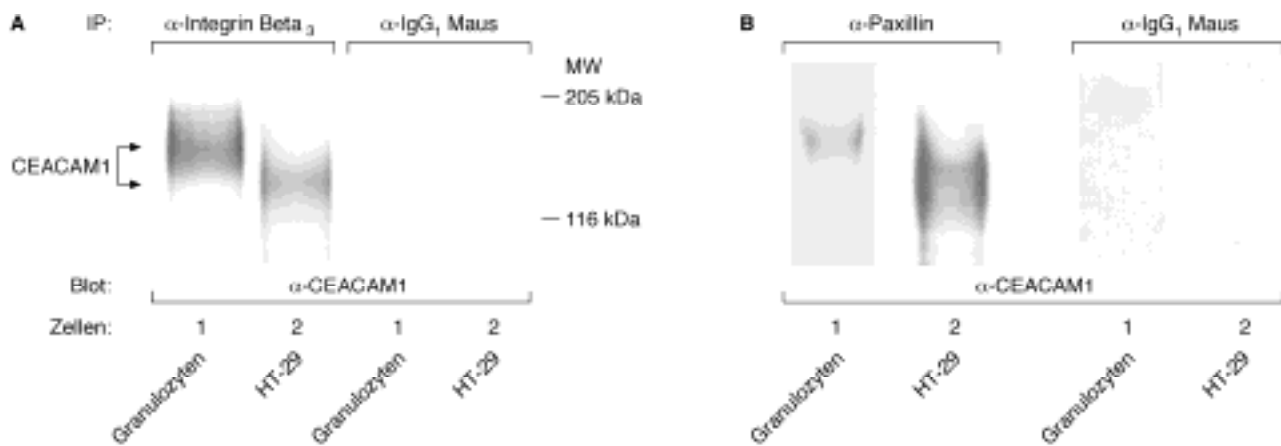 A IP: α-Integrin Beta 3 α-IgG1 Maus
MW
205 kDa
CEACAM1
116 kDa
Blot: α-CEACAM1
Zellen: 1 2 1 2
Granulozyten HT-29 Granulozyten HT-29
B α-Paxillin α-IgG1 Maus
α-CEACAM1
1 2 1 2
Granulozyten HT-29 Granulozyten HT-29